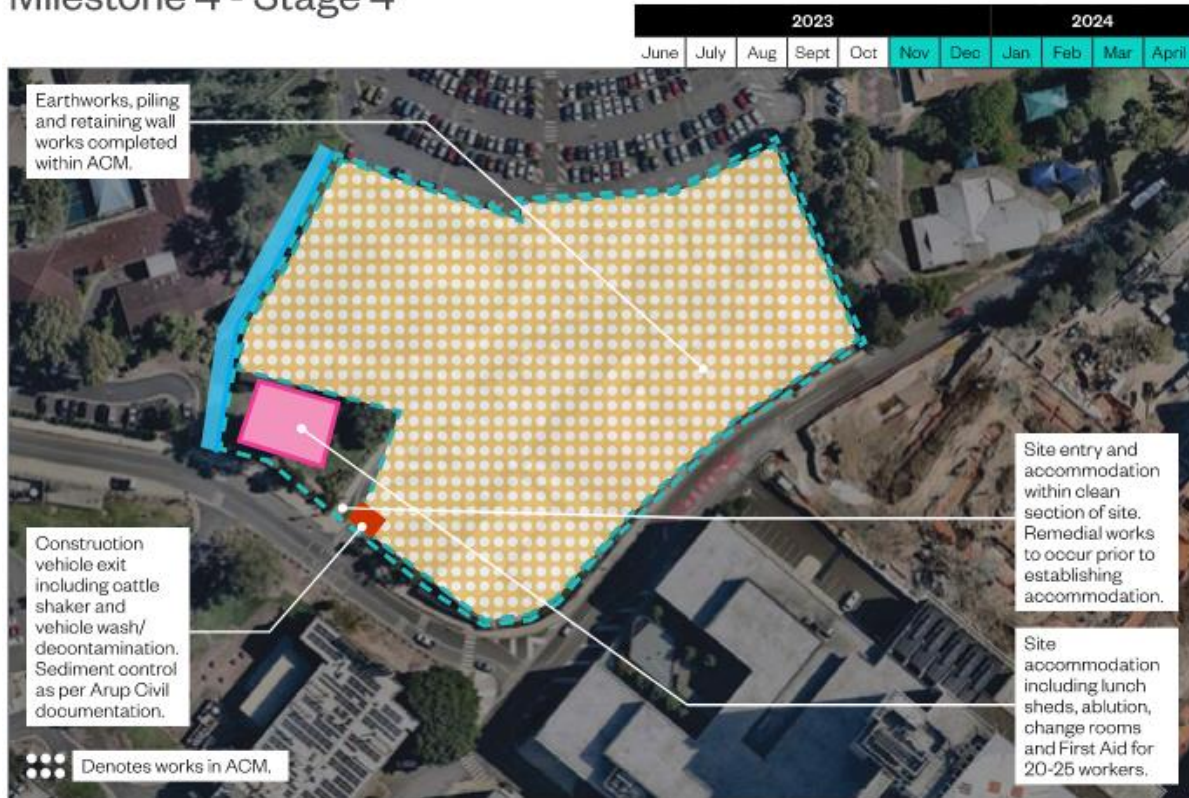 Milestone 4 - Stage 4
2023 2024
June July Aug Sept Oct Nov Dec Jan Feb Mar April
Earthworks, piling
and retaining wall
works completed
within ACM.
Site entry and
accommodation
within clean
section of site.
Remedial works
to occur prior to
establishing
accommodation.
Construction
vehicle exit
including cattle
shaker and
vehicle wash/
decontamination.
Sediment control
as per Arup Civil
documentation.
Site
accommodation
including lunch
sheds, ablution,
change rooms
and First Aid for
20-25 workers.
Denotes works in ACM.